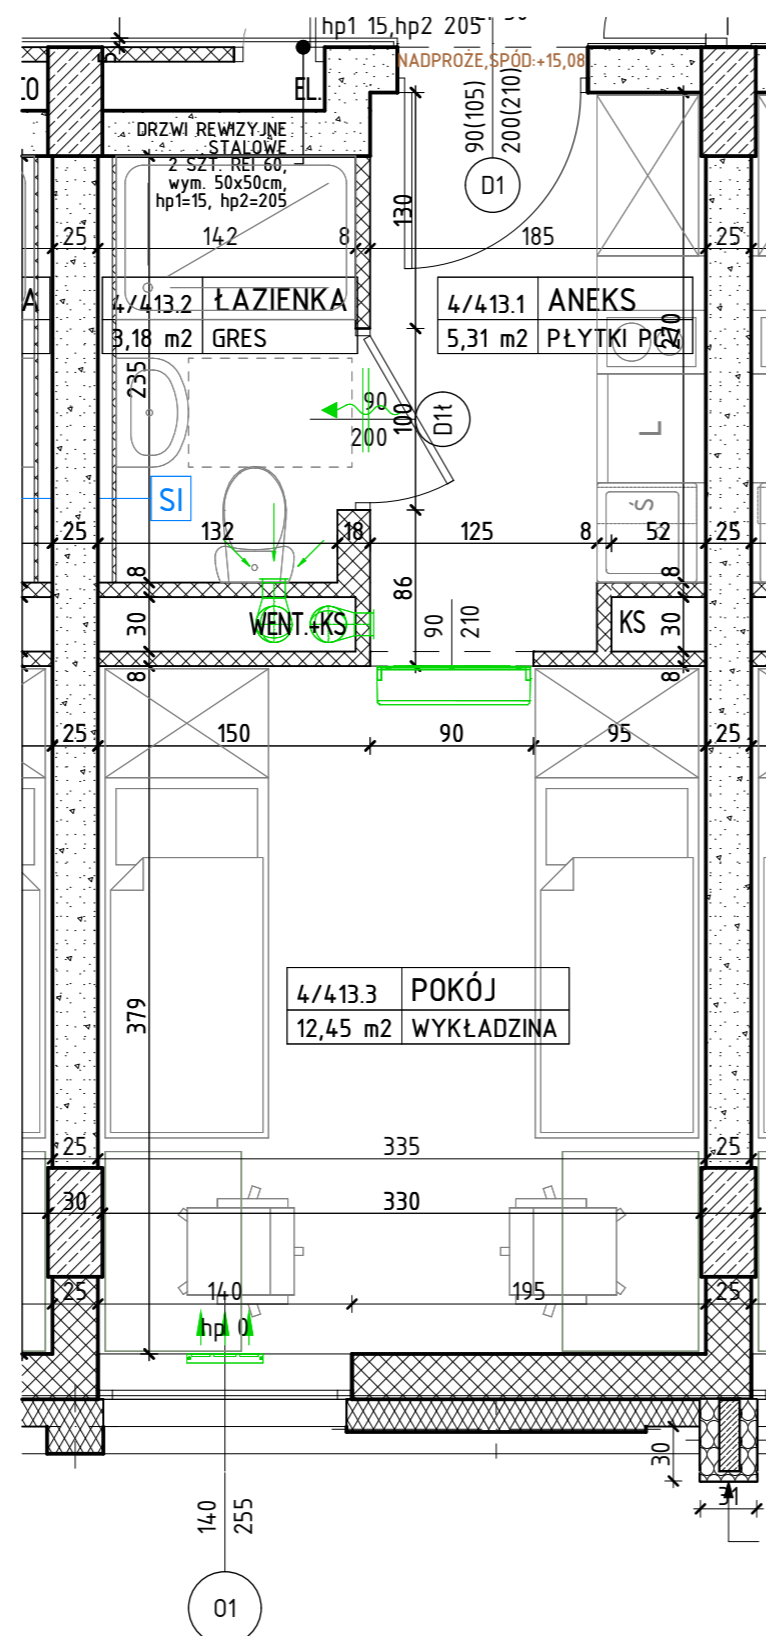 hp1 15,hp2 205
NADPROŻE,SPÓD:+15,08
EL.
DRZWI REWIZYJNE
STALOWE
2 SZT. REI 60,
wym. 50x50cm,
hp1=15, hp2=205
90(105)
200(210)
D1
130
25
142
8
185
25
4/413.2 ŁAZIENKA
3,18 m2 GRES
4/413.1 ANEKS
5,31 m2 PŁYTKI PCV
270
235
90
200
100
D1Ł
L
SI
Ś
25
132
18
125
8
52
25
8
86
8
30
WENT.+KS
90
210
KS
30
8
8
25
150
90
95
25
4/413.3 POKÓJ
12,45 m2 WYKŁADZINA
379
25
335
25
30
330
25
140
195
25
hp 0
30
31
140
255
01